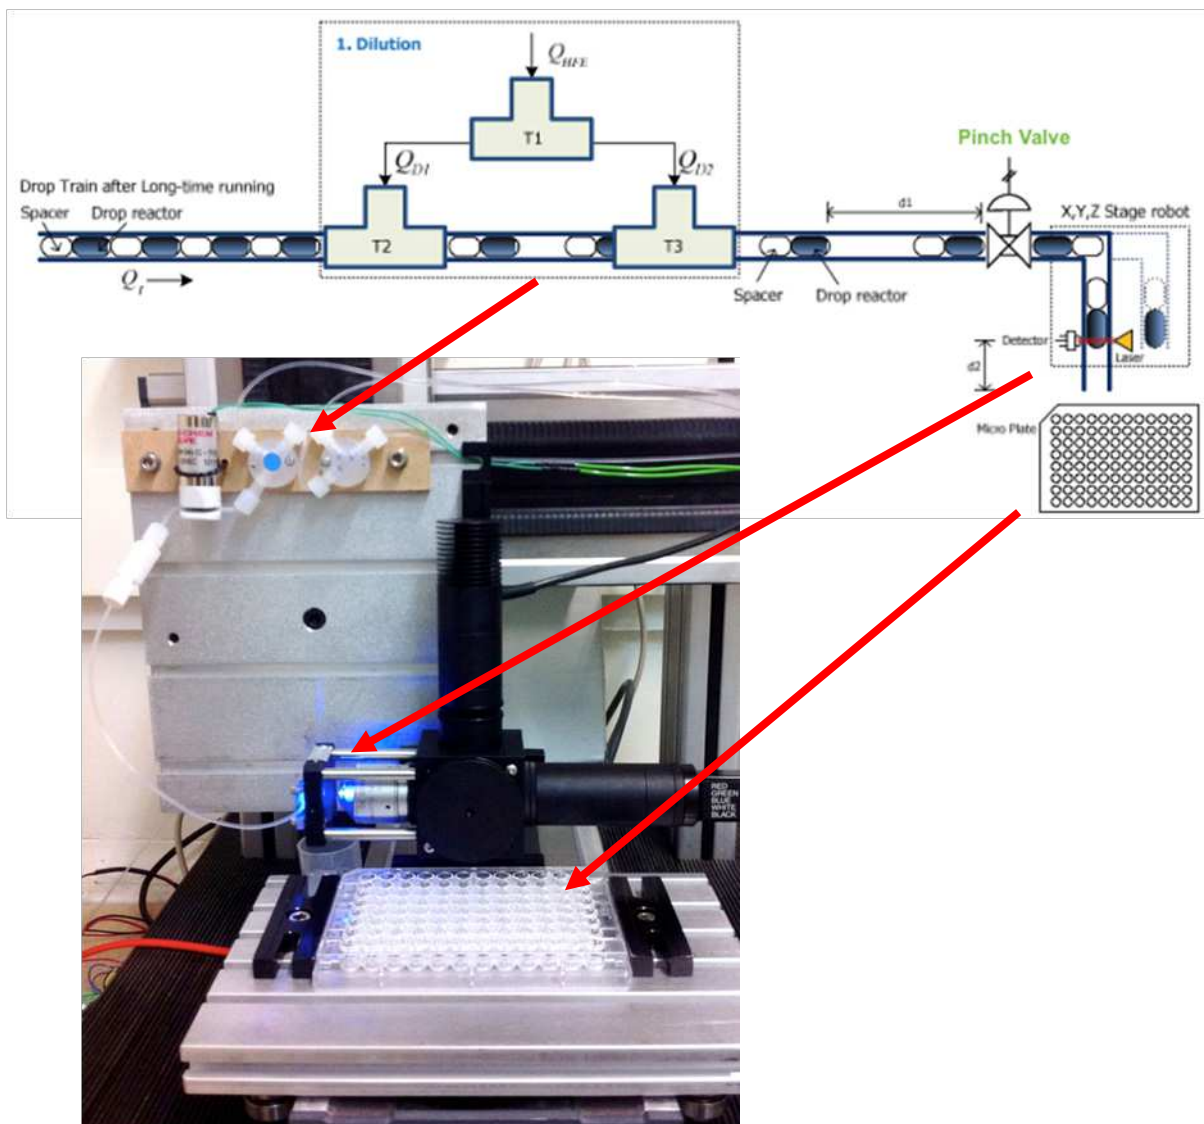 1. Dilution
Q_HFE
T1
Q_D1
Q_D2
Pinch Valve
Drop Train after Long-time running
Spacer
Drop reactor
d1
X,Y,Z Stage robot
T2
T3
Q_I
Spacer
Drop reactor
Detector
Laser
d2
Micro Plate
RED
GREEN
BLUE
WHITE
BLACK